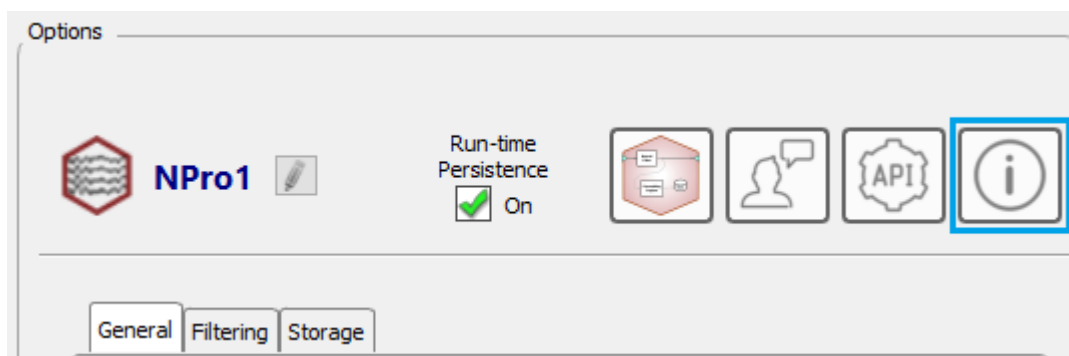 Options
NPro1
Run-time
Persistence
On
API
i
General Filtering Storage